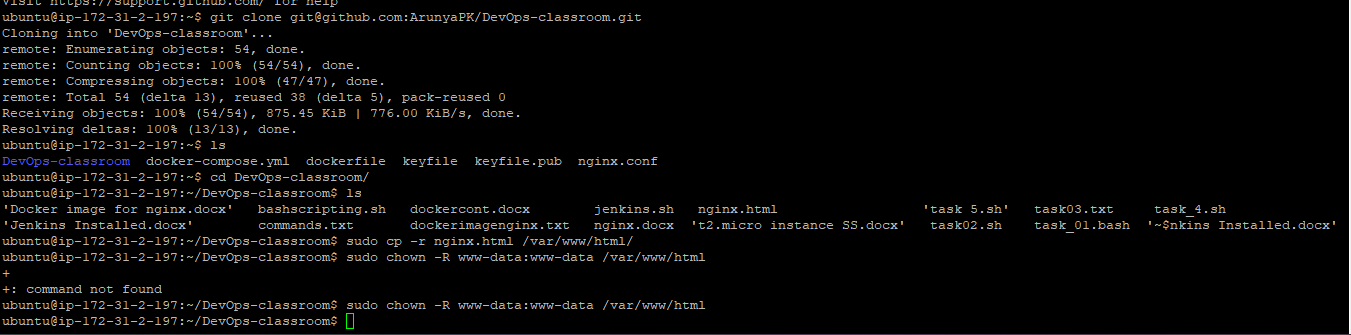 visit https://support.github.com/ for help
ubuntu@ip-172-31-2-197:~$ git clone git@github.com:ArunyaPK/DevOps-classroom.git
Cloning into 'DevOps-classroom'...
remote: Enumerating objects: 54, done.
remote: Counting objects: 100% (54/54), done.
remote: Compressing objects: 100% (47/47), done.
remote: Total 54 (delta 13), reused 38 (delta 5), pack-reused 0
Receiving objects: 100% (54/54), 875.45 KiB | 776.00 KiB/s, done.
Resolving deltas: 100% (13/13), done.
ubuntu@ip-172-31-2-197:~$ ls
DevOps-classroom  docker-compose.yml  dockerfile  keyfile  keyfile.pub  nginx.conf
ubuntu@ip-172-31-2-197:~$ cd DevOps-classroom/
ubuntu@ip-172-31-2-197:~/DevOps-classroom$ ls
'Docker image for nginx.docx'   bashscripting.sh   dockercont.docx        jenkins.sh   nginx.html                  'task 5.sh'   task03.txt     task_4.sh
'Jenkins Installed.docx'        commands.txt       dockerimagenginx.txt   nginx.docx  't2.micro instance SS.docx'   task02.sh    task_01.bash  '~$nkins Installed.docx'
ubuntu@ip-172-31-2-197:~/DevOps-classroom$ sudo cp -r nginx.html /var/www/html/
ubuntu@ip-172-31-2-197:~/DevOps-classroom$ sudo chown -R www-data:www-data /var/www/html
+
+: command not found
ubuntu@ip-172-31-2-197:~/DevOps-classroom$ sudo chown -R www-data:www-data /var/www/html
ubuntu@ip-172-31-2-197:~/DevOps-classroom$